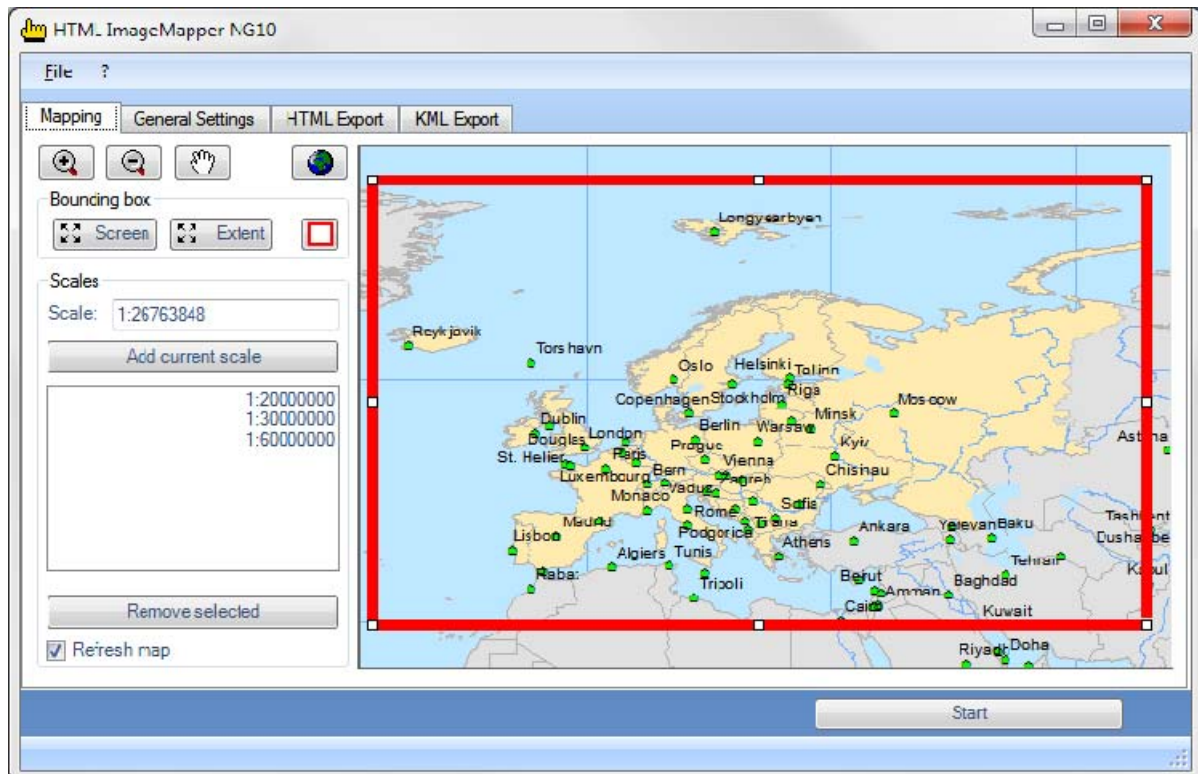 HTML ImageMapper NG10
File ?
Mapping General Settings HTML Export KML Export
Bounding box
Screen Extent
Scales
Scale: 1:26763848
Add current scale
1:20000000
1:30000000
1:60000000
Remove selected
Refresh map
Longyearbyen
Reykjavik
Torshavn
Oslo Helsinki Tallinn
Copenhagen Stockholm Riga Moscow
Dublin Berlin Warsaw Minsk
Douglas London Prague Kyiv
St. Helier Paris Vienna
Luxembourg Bern Zagreb Chisinau
Monaco Vaduz
Rome Sofia
Madrid Tirana
Lisbon Podgorica Athens Ankara Yerevan Baku Tashkent
Dushanbe
Algiers Tunis Tehran
Rabat Tripoli Beirut Baghdad
Amman
Cairo Kuwait
Riyadh Doha
Start